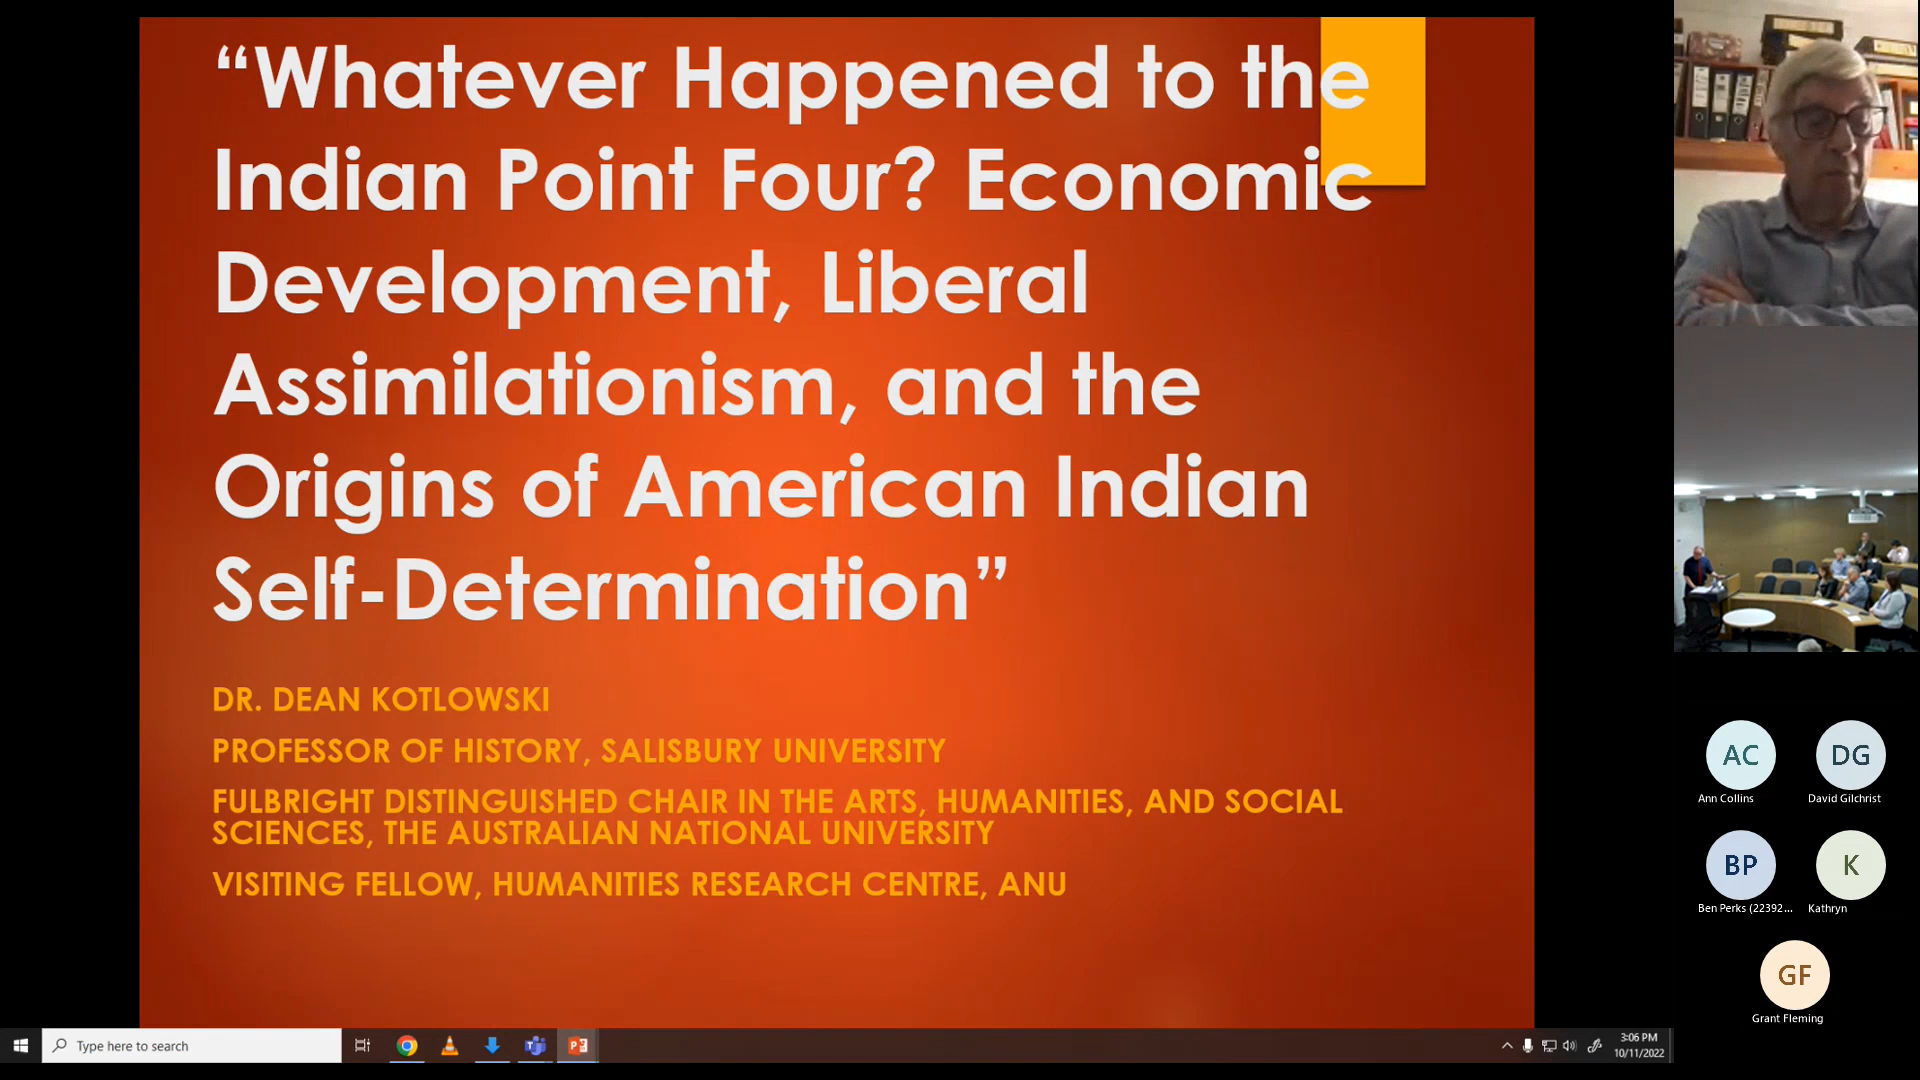 “Whatever Happened to the
Indian Point Four? Economic
Development, Liberal
Assimilationism, and the
Origins of American Indian
Self-Determination”
DR. DEAN KOTLOWSKI
PROFESSOR OF HISTORY, SALISBURY UNIVERSITY
FULBRIGHT DISTINGUISHED CHAIR IN THE ARTS, HUMANITIES, AND SOCIAL
SCIENCES, THE AUSTRALIAN NATIONAL UNIVERSITY
VISITING FELLOW, HUMANITIES RESEARCH CENTRE, ANU
AC
Ann Collins
DG
David Gilchrist
BP
Ben Perks (22392...
K
Kathryn
GF
Grant Fleming
Type here to search
3:06 PM
10/11/2022